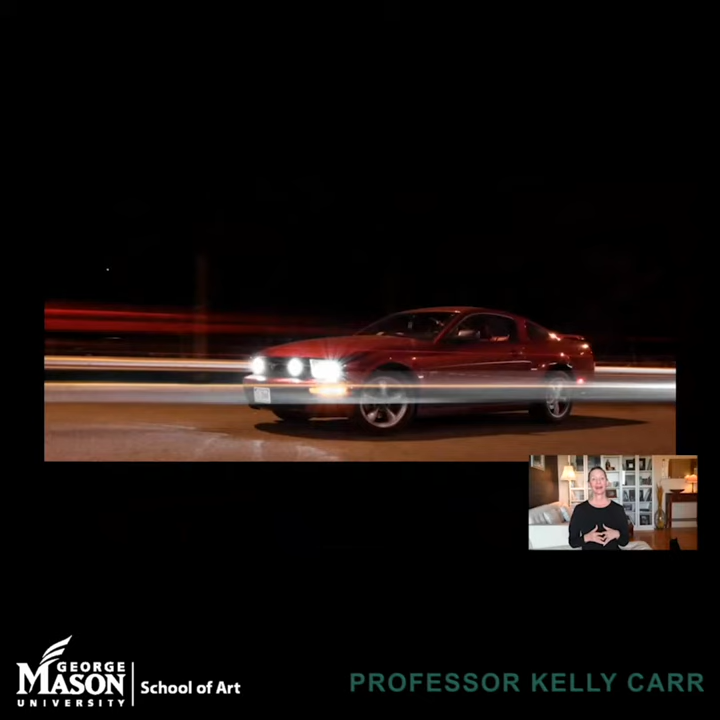 GEORGE
MASON
UNIVERSITY
School of Art
PROFESSOR KELLY CARR